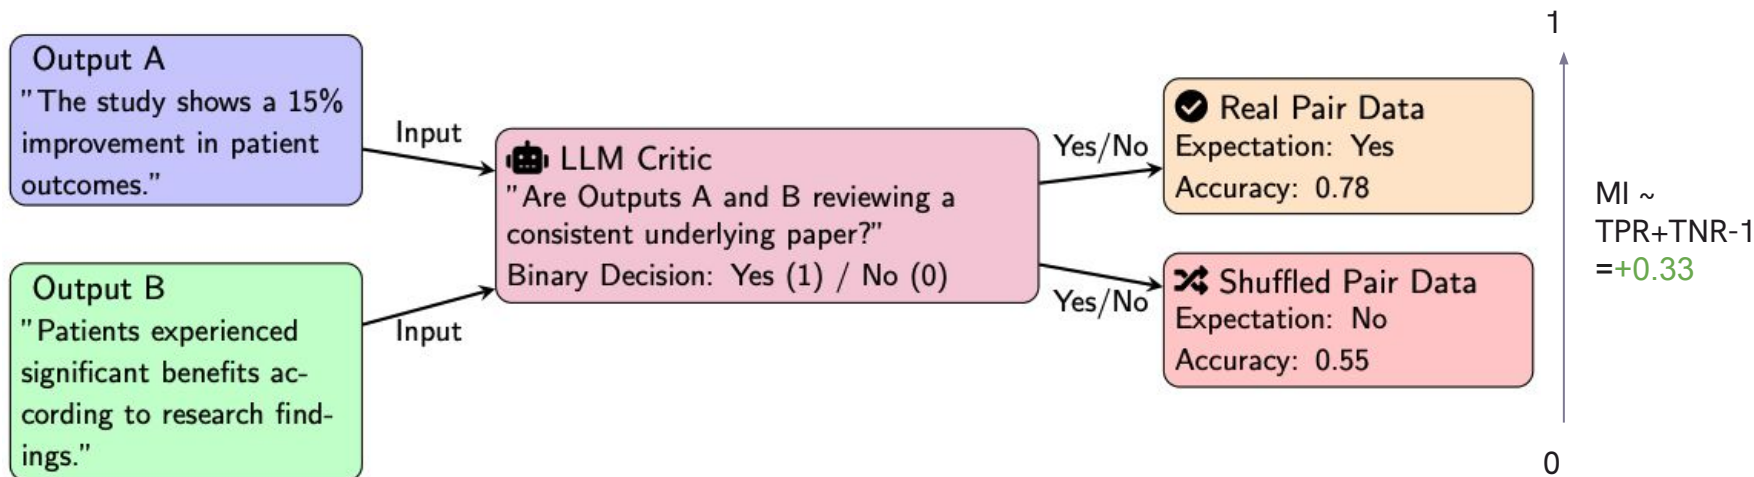 Output A
"The study shows a 15%
improvement in patient
outcomes."
Output B
"Patients experienced
significant benefits ac-
cording to research find-
ings."
Input
Input
LLM Critic
"Are Outputs A and B reviewing a
consistent underlying paper?"
Binary Decision: Yes (1) / No (0)
Yes/No
Yes/No
Real Pair Data
Expectation: Yes
Accuracy: 0.78
Shuffled Pair Data
Expectation: No
Accuracy: 0.55
1
0
MI ~
TPR+TNR-1
=+0.33